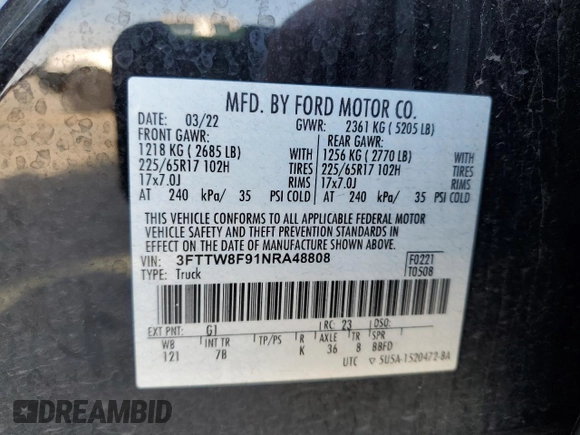 MFD. BY FORD MOTOR CO.
DATE: 03/22 GVWR: 2361 KG ( 5205 LB)
FRONT GAWR: REAR GAWR:
1218 KG ( 2685 LB) WITH 1256 KG ( 2770 LB) WITH
225/65R17 102H TIRES 225/65R17 102H TIRES
17x7.0J RIMS 17x7.0J RIMS
AT 240 kPa/ 35 PSI COLD AT 240 kPa/ 35 PSI COLD
THIS VEHICLE CONFORMS TO ALL APPLICABLE FEDERAL MOTOR
VEHICLE SAFETY AND THEFT PREVENTION STANDARDS IN
EFFECT ON THE DATE OF MANUFACTURE SHOWN ABOVE.
VIN: 3FTTW8F91NRA48808 F0221
TYPE: Truck T0508
EXT PNT: G1 RC: 23 DSO:
WB INT TR TP/PS R AXLE TR SPR
121 7B K 36 8 BBFD
UTC ▽ 5USA-1520472-BA
DREAMBID